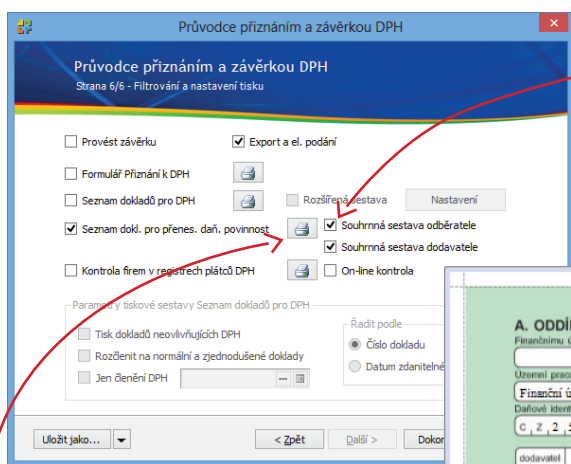 Průvodce přiznáním a závěrkou DPH
Průvodce přiznáním a závěrkou DPH
Strana 6/6 - Filtrování a nastavení tisku
Provést závěrku
Export a el. podání
Formulář Přiznání k DPH
Seznam dokladů pro DPH
Rozšířená sestava
Nastavení
Seznam dokl. pro přenes. daň. povinnost
Souhrnná sestava odběratele
Souhrnná sestava dodavatele
Kontrola firem v registrech plátců DPH
On-line kontrola
Parametry tiskové sestavy Seznam dokladů pro DPH
Tisk dokladů neovlivňujících DPH
Rozčlenit na normální a zjednodušené doklady
Jen členění DPH
Řadit podle
Číslo dokladu
Datum zdanitelné
Uložit jako...
< Zpět
Další >
Dokor
A. ODDÍ
Finančnímu ú
Územní prac
Finanční ú
Daňové ident
C Z 2
dodavatel